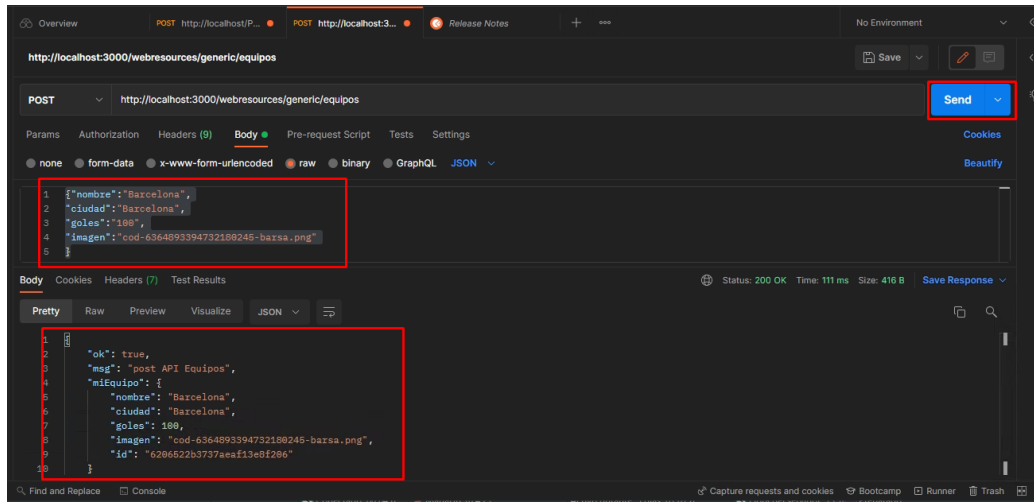 Overview POST http://localhost/P... POST http://localhost:3... Release Notes No Environment
http://localhost:3000/webresources/generic/equipos Save
POST http://localhost:3000/webresources/generic/equipos Send
Params Authorization Headers (9) Body Pre-request Script Tests Settings Cookies
none form-data x-www-form-urlencoded raw binary GraphQL JSON Beautify
1 {"nombre":"Barcelona",
2 "ciudad":"Barcelona",
3 "goles":"100",
4 "imagen":"cod-6364893394732180245-barsa.png"
5 }
Body Cookies Headers (7) Test Results Status: 200 OK Time: 111 ms Size: 416 B Save Response
Pretty Raw Preview Visualize JSON
1 {
2 "ok": true,
3 "msg": "post API Equipos",
4 "miEquipo": {
5 "nombre": "Barcelona",
6 "ciudad": "Barcelona",
7 "goles": 100,
8 "imagen": "cod-6364893394732180245-barsa.png",
9 "id": "6206522b3737aeaf13e8f206"
10 }
Find and Replace Console Capture requests and cookies Bootcamp Runner Trash